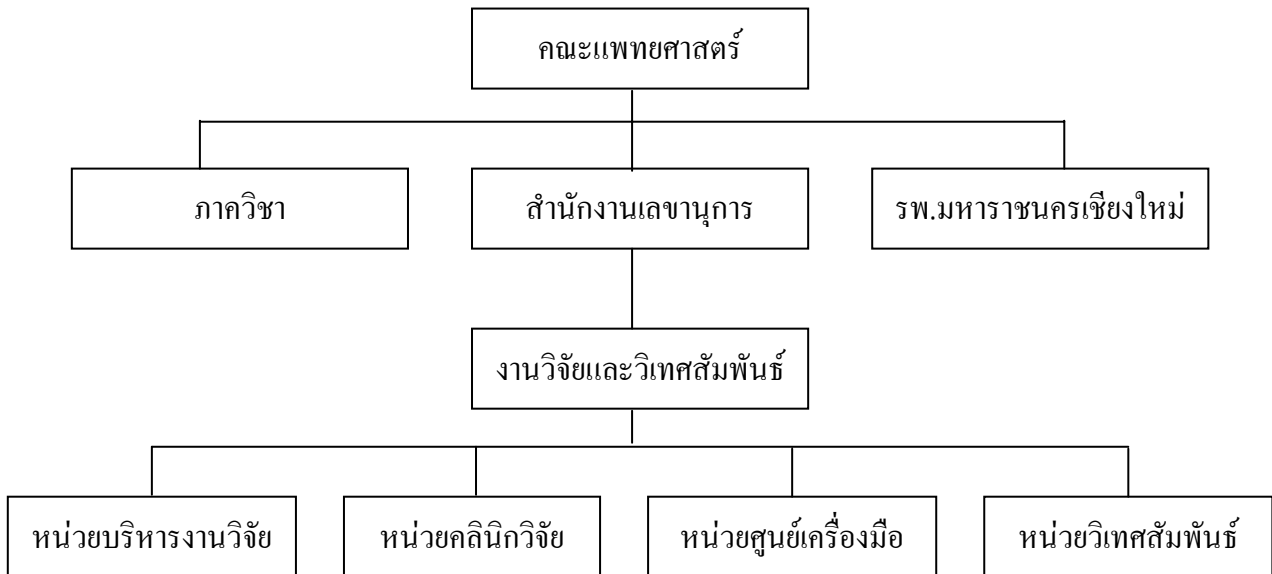 คณะแพทยศาสตร์
ภาควิชา
สำนักงานเลขานุการ
รพ.มหาราชนครเชียงใหม่
งานวิจัยและวิเทศสัมพันธ์
หน่วยบริหารงานวิจัย
หน่วยคลินิกวิจัย
หน่วยศูนย์เครื่องมือ
หน่วยวิเทศสัมพันธ์